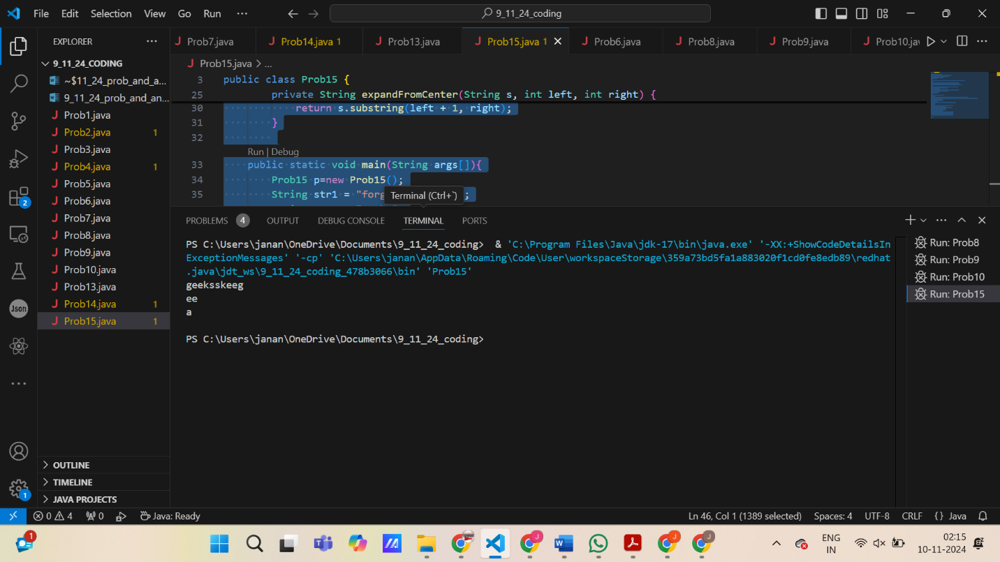 File Edit Selection View Go Run ··· 9_11_24_coding
EXPLORER ···
Prob7.java Prob14.java 1 Prob13.java Prob15.java 1 Prob6.java Prob8.java Prob9.java Prob10.jav
9_11_24_CODING
~$11_24_prob_and_a...
9_11_24_prob_and_an...
Prob1.java
Prob2.java 1
Prob3.java
Prob4.java 1
Prob5.java
Prob6.java
Prob7.java
Prob8.java
Prob9.java
Prob10.java
Prob13.java
Prob14.java 1
Prob15.java 1
OUTLINE
TIMELINE
JAVA PROJECTS
2
Json
1
Prob15.java > ...
3 public class Prob15 {
25 private String expandFromCenter(String s, int left, int right) {
30 return s.substring(left + 1, right);
31 }
32
Run | Debug
33 public static void main(String args[]){
34 Prob15 p=new Prob15();
35 String str1 = "forg ;
Terminal (Ctrl+`)
PROBLEMS 4 OUTPUT DEBUG CONSOLE TERMINAL PORTS
PS C:\Users\janan\OneDrive\Documents\9_11_24_coding> & 'C:\Program Files\Java\jdk-17\bin\java.exe' '-XX:+ShowCodeDetailsIn
ExceptionMessages' '-cp' 'C:\Users\janan\AppData\Roaming\Code\User\workspaceStorage\359a73bd5fa1a883020f1cd0fe8edb89\redhat
.java\jdt_ws\9_11_24_coding_478b3066\bin' 'Prob15'
geeksskeeg
ee
a
PS C:\Users\janan\OneDrive\Documents\9_11_24_coding>
Run: Prob8
Run: Prob9
Run: Prob10
Run: Prob15
0 4 0 Java: Ready Ln 46, Col 1 (1389 selected) Spaces: 4 UTF-8 CRLF {} Java
1 J J J ENG
IN
02:15
10-11-2024